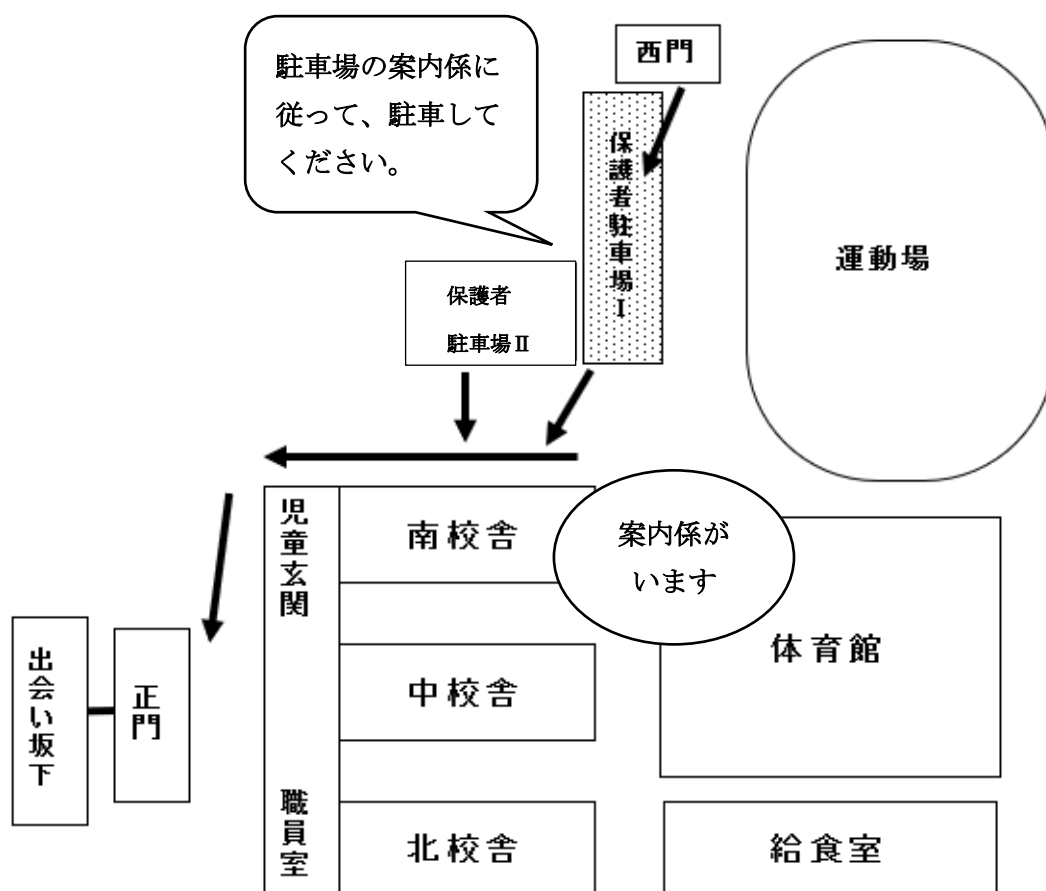 西門
駐車場の案内係に
従って、駐車して
ください。
保護者駐車場Ⅰ
運動場
保護者
駐車場Ⅱ
児童玄関
南校舎
案内係が
います
体育館
中校舎
出会い坂下
正門
職員室
北校舎
給食室